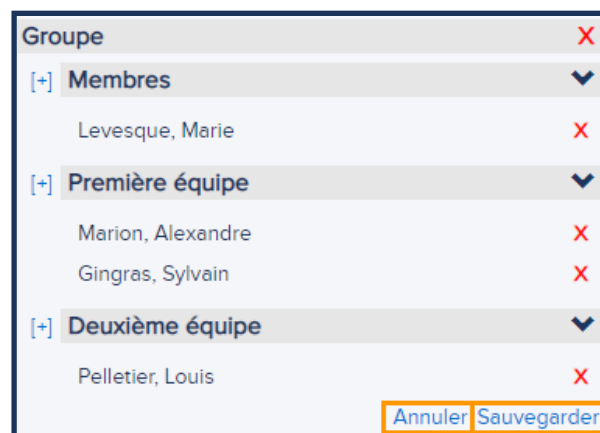 Groupe X
[+] Membres
Levesque, Marie X
[+] Première équipe
Marion, Alexandre X
Gingras, Sylvain X
[+] Deuxième équipe
Pelletier, Louis X
Annuler Sauvegarder